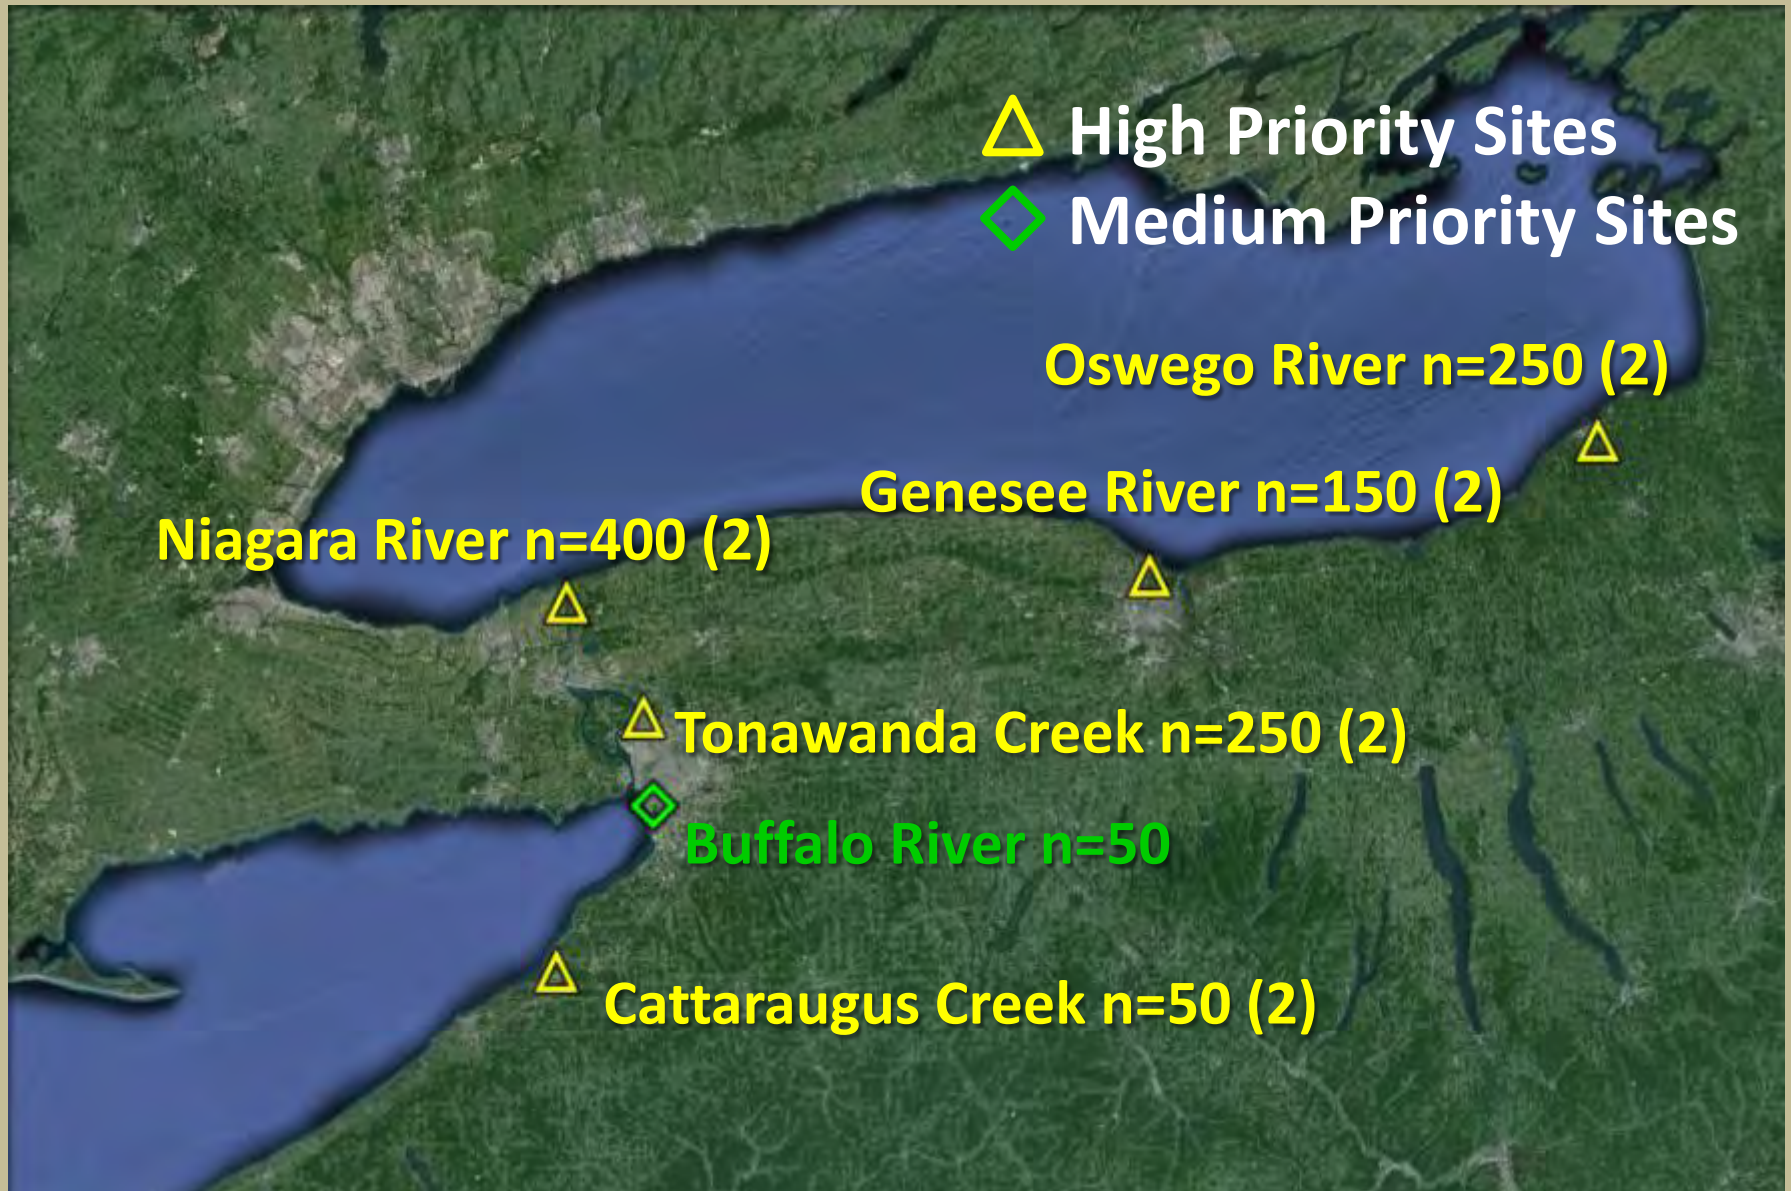 High Priority Sites
Medium Priority Sites
Oswego River n=250 (2)
Genesee River n=150 (2)
Niagara River n=400 (2)
Tonawanda Creek n=250 (2)
Buffalo River n=50
Cattaraugus Creek n=50 (2)